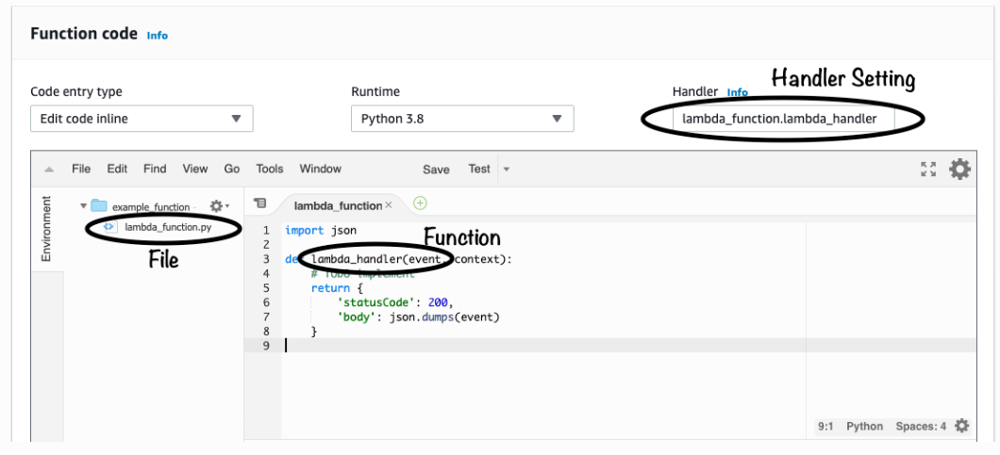 Function code Info
Handler Setting
Code entry type Runtime Handler Info
Edit code inline Python 3.8 lambda_function.lambda_handler
File Edit Find View Go Tools Window Save Test
Environment
example_function
lambda_function.py
File
lambda_function
Function
1 import json
2
3 def lambda_handler(event, context):
4 # TODO implement
5 return {
6 'statusCode': 200,
7 'body': json.dumps(event)
8 }
9
9:1 Python Spaces: 4